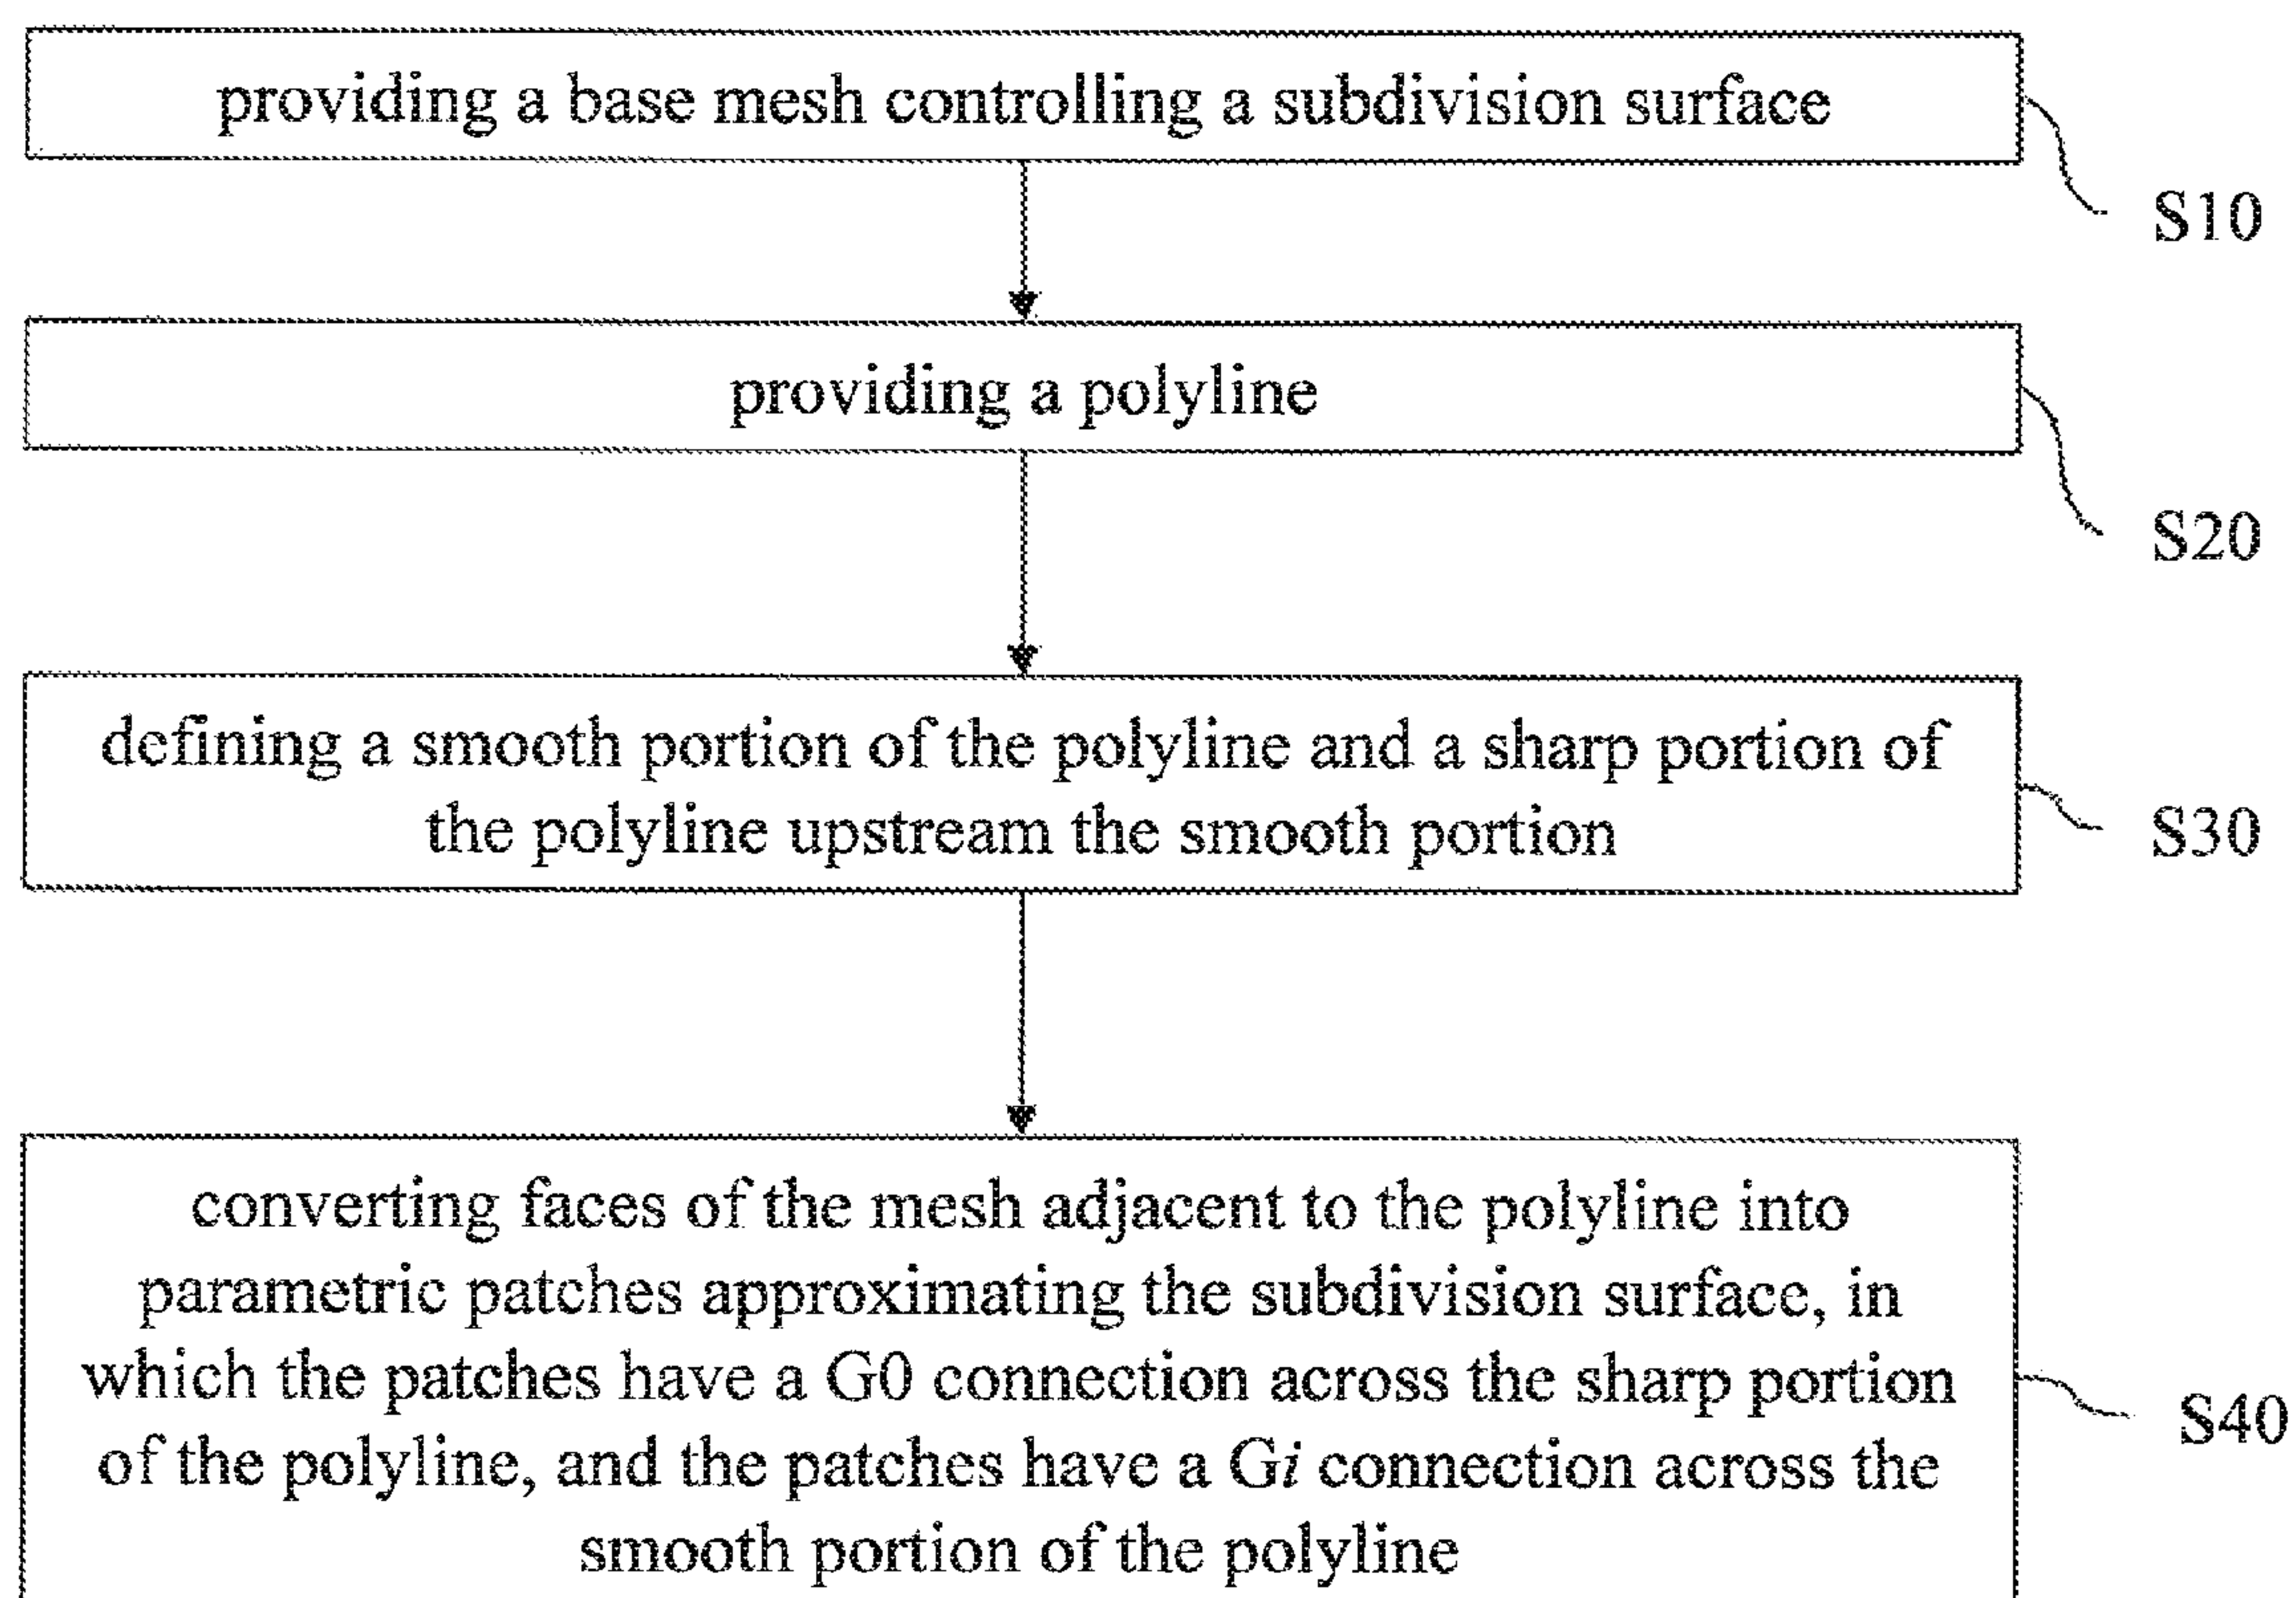 providing a base mesh controlling a subdivision surface
S10
providing a polyline
S20
defining a smooth portion of the polyline and a sharp portion of
the polyline upstream the smooth portion
S30
converting faces of the mesh adjacent to the polyline into
parametric patches approximating the subdivision surface, in
which the patches have a G0 connection across the sharp portion
of the polyline, and the patches have a Gi connection across the
smooth portion of the polyline
S40